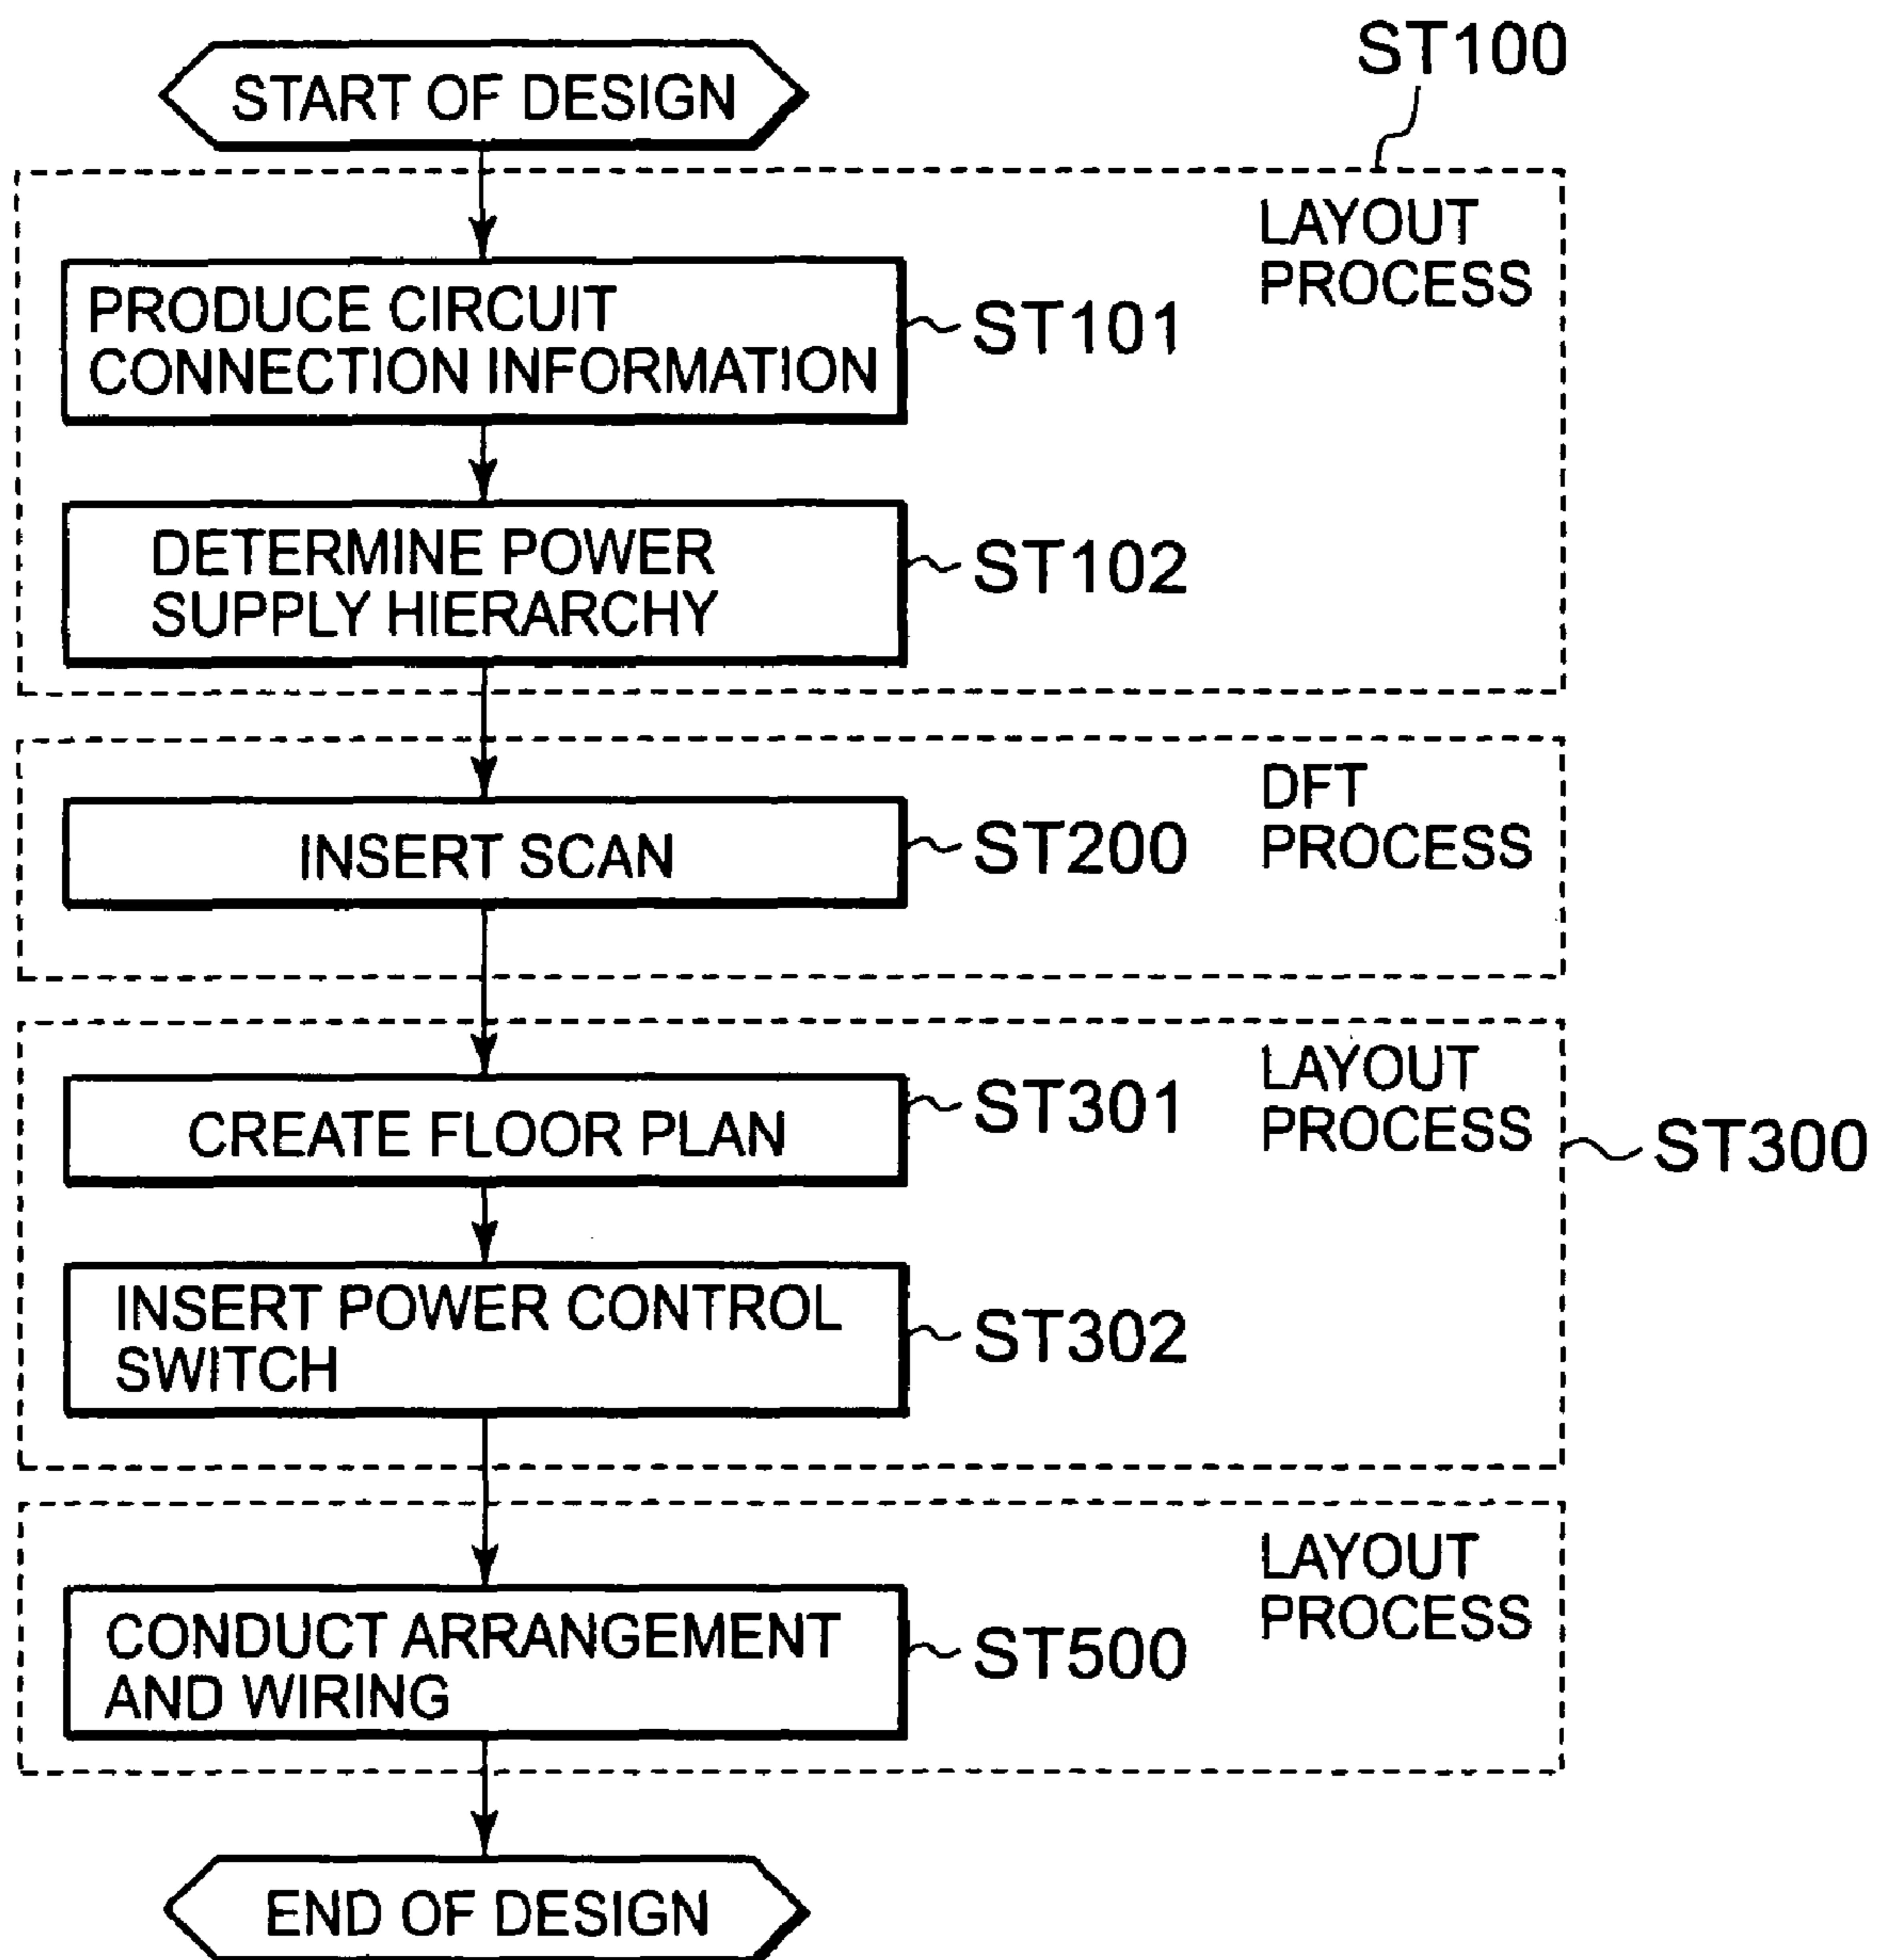 ST100
START OF DESIGN
LAYOUT
PROCESS
PRODUCE CIRCUIT
CONNECTION INFORMATION
ST101
DETERMINE POWER
SUPPLY HIERARCHY
ST102
DFT
PROCESS
INSERT SCAN
ST200
LAYOUT
PROCESS
CREATE FLOOR PLAN
ST301
ST300
INSERT POWER CONTROL
SWITCH
ST302
LAYOUT
PROCESS
CONDUCT ARRANGEMENT
AND WIRING
ST500
END OF DESIGN